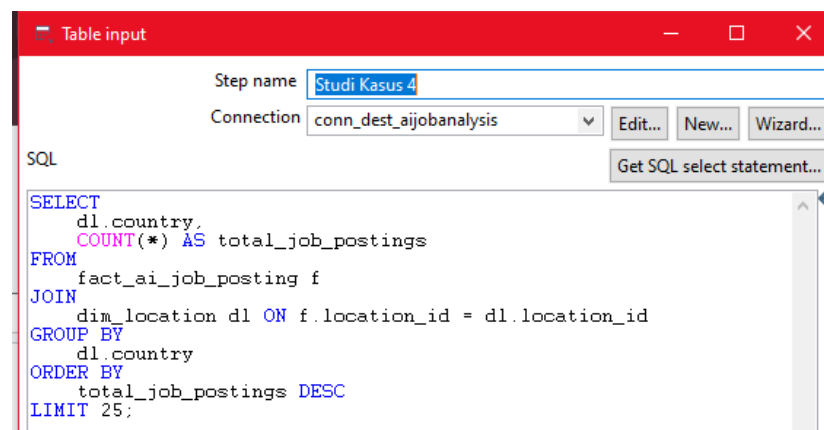 Table input
Step name Studi Kasus 4
Connection conn_dest_aijobanalysis Edit... New... Wizard...
SQL Get SQL select statement...
SELECT
    dl.country,
    COUNT(*) AS total_job_postings
FROM
    fact_ai_job_posting f
JOIN
    dim_location dl ON f.location_id = dl.location_id
GROUP BY
    dl.country
ORDER BY
    total_job_postings DESC
LIMIT 25;